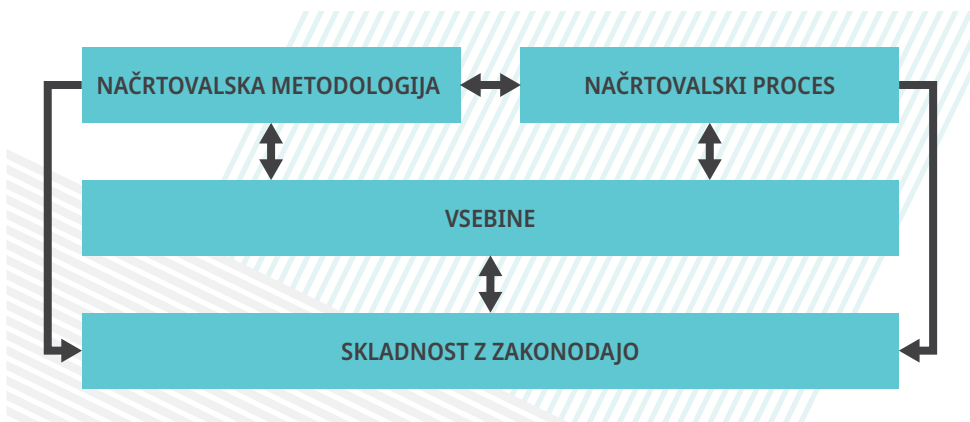 NAČRTOVALSKA METODOLOGIJA
NAČRTOVALSKI PROCES
VSEBINE
SKLADNOST Z ZAKONODAJO